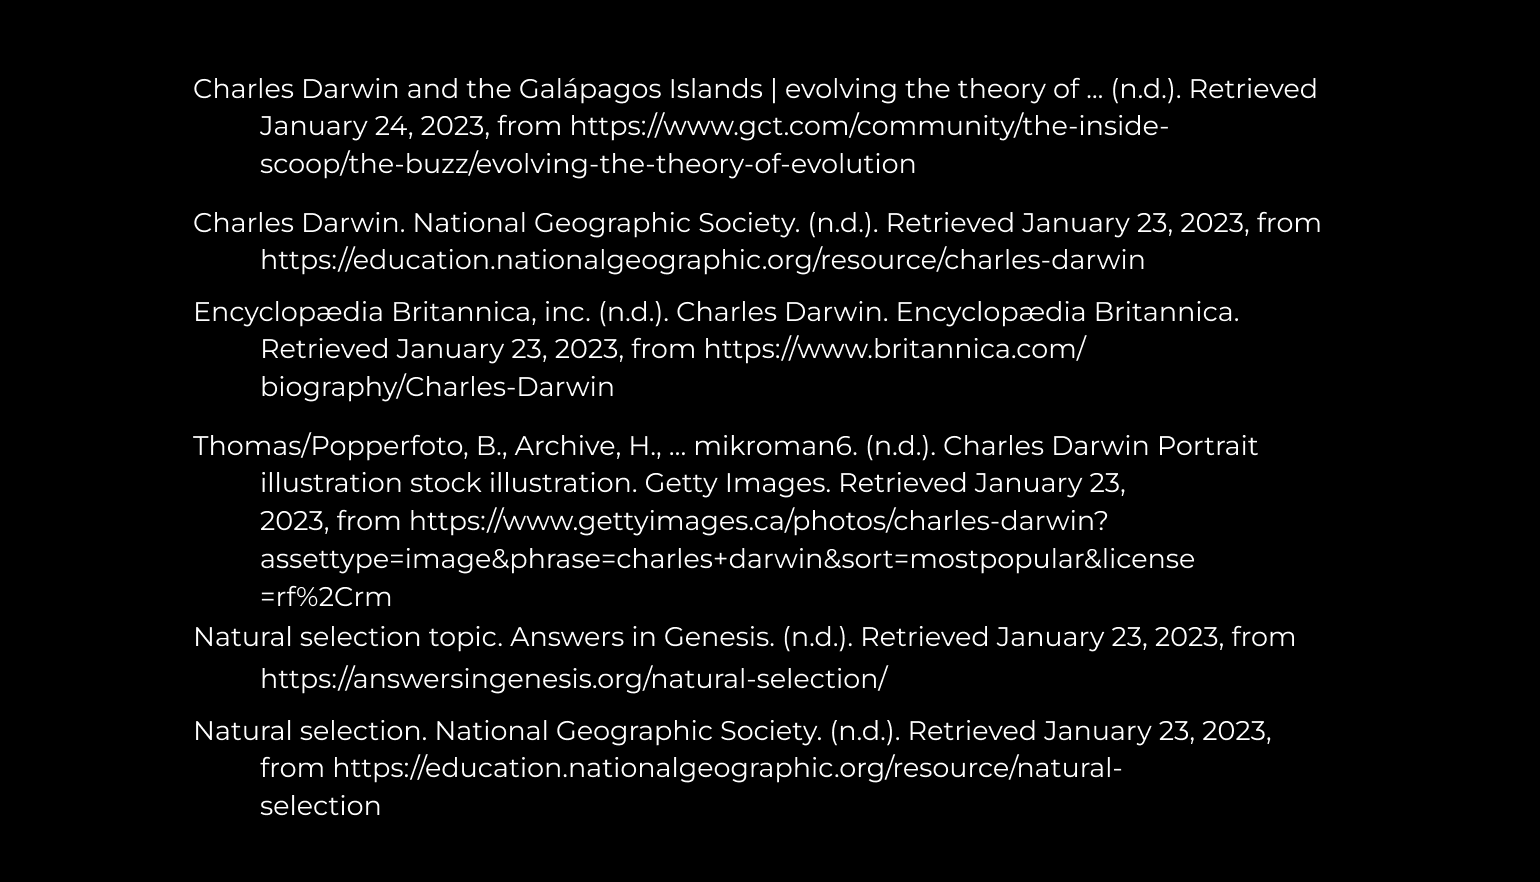 Charles Darwin and the Galápagos Islands | evolving the theory of ... (n.d.). Retrieved
January 24, 2023, from https://www.gct.com/community/the-inside-
scoop/the-buzz/evolving-the-theory-of-evolution
Charles Darwin. National Geographic Society. (n.d.). Retrieved January 23, 2023, from
https://education.nationalgeographic.org/resource/charles-darwin
Encyclopædia Britannica, inc. (n.d.). Charles Darwin. Encyclopædia Britannica.
Retrieved January 23, 2023, from https://www.britannica.com/
biography/Charles-Darwin
Thomas/Popperfoto, B., Archive, H., ... mikroman6. (n.d.). Charles Darwin Portrait
illustration stock illustration. Getty Images. Retrieved January 23,
2023, from https://www.gettyimages.ca/photos/charles-darwin?
assettype=image&phrase=charles+darwin&sort=mostpopular&license
=rf%2Crm
Natural selection topic. Answers in Genesis. (n.d.). Retrieved January 23, 2023, from
https://answersingenesis.org/natural-selection/
Natural selection. National Geographic Society. (n.d.). Retrieved January 23, 2023,
from https://education.nationalgeographic.org/resource/natural-
selection